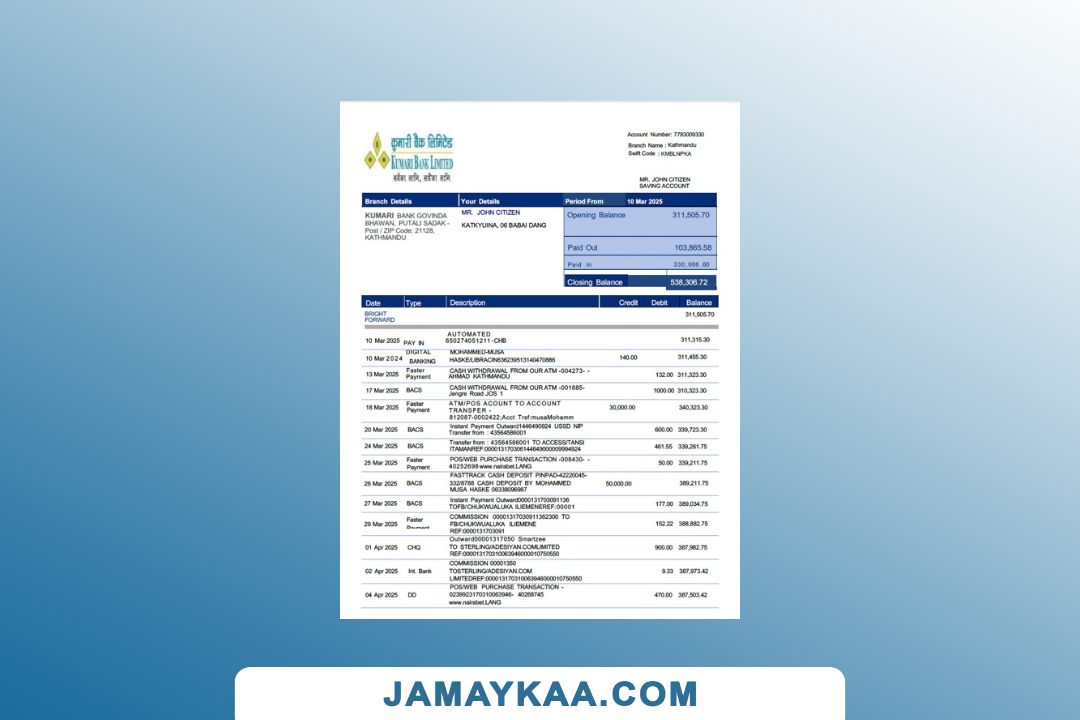 कुमारी बैंक लिमिटेड
KUMARI BANK LIMITED
Account Number: 7783009330
Branch Name ; Kathmandu
Swift Code : KMBLNPKA
MR. JOHN CITIZEN
SAVING ACCOUNT
Branch Details Your Details Period From 10 Mar 2025
KUMARI BANK GOVINDA
BHAWAN, PUTALI SADAK -
Post / ZIP Code: 21128,
KATHMANDU
MR. JOHN CITIZEN
KATKYUINA, 06 BABAI DANG
Opening Balance 311,505.70
Paid Out 103,865.58
Paid In 330,666.60
Closing Balance 538,306.72
Date Type Description Credit Debit Balance
BRIGHT
FORWARD
311,505.70
10 Mar 2025 PAY IN AUTOMATED
650274051211-CHB 311,315.30
10 Mar 2024 DIGITAL
BANKING MOHAMMED-MUSA
HASKE/LIBRACIN636239513140470886 140.00 311,455.30
13 Mar 2025 Faster
Payment CASH WITHDRAWAL FROM OUR ATM -004273- -
AHMAD KATHMANDU 132.00 311,323.30
17 Mar 2025 BACS CASH WITHDRAWAL FROM OUR ATM -001885-
Jengre Road JOS 1 1000.00 310,323.30
18 Mar 2025 Faster
Payment ATM/POS ACOUNT TO ACCOUNT
TRANSFER -
812087-0062422;Acct Trsf:musaMohamm 30,000.00 340,323.30
20 Mar 2025 BACS Instant Payment Outward1446490924 USSD NIP
Transfer from : 43564586001 600.00 339,723.30
24 Mar 2025 BACS Transfer from : 43564586001 TO ACCESS/TANSI
ITAMANREF:000013170306144649000009994924 461.55 339,261.75
25 Mar 2025 Faster
Payment POS/WEB PURCHASE TRANSACTION -008430- -
40252698 www.nairabet.LANG 50.00 339,211.75
26 Mar 2025 BACS FASTTRACK CASH DEPOSIT PINPAD-42220045-
332/8788 CASH DEPOSIT BY MOHAMMED
MUSA HASKE 06338096987 50,000.00 389,211.75
27 Mar 2025 BACS Instant Payment Outward0000131703091136
TOFB/CHUKWUALUKA ILIEMENEREF:00001 177.00 389,034.75
29 Mar 2025 Faster
Payment COMMISSION 00001317030911362300 TO
FB/CHUKWUALUKA ILIEMENE
REF:0000131703091 152.22 388,882.75
01 Apr 2025 CHQ Outward00001317050 Smartzee
TO STERLING/ADESIYAN.COMLIMITED
REF:000013170310063946000010750550 900.00 387,982.75
02 Apr 2025 Int. Bank COMMISSION 00001350
TOSTERLING/ADESIYAN.COM
LIMITEDREF:000013170310063946000010750550 9.33 387,973.42
04 Apr 2025 DD POS/WEB PURCHASE TRANSACTION -
0239923170310063946- 40268745
www.nairabet.LANG 470.00 387,503.42
JAMAYKAA.COM